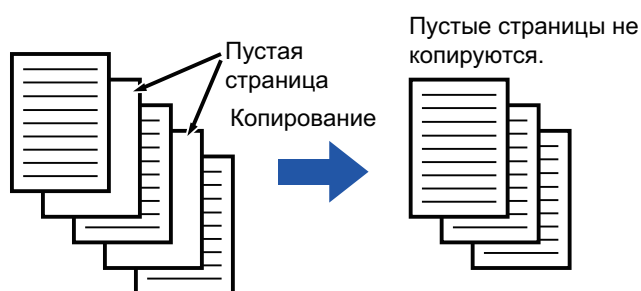 Пустая
страница
Копирование
Пустые страницы не
копируются.